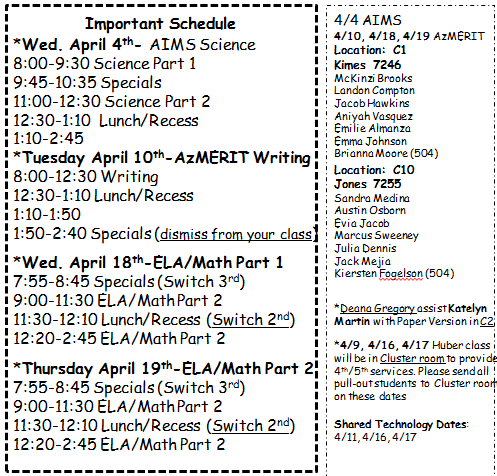 Important Schedule
*Wed. April 4th- AIMS Science
8:00-9:30 Science Part 1
9:45-10:35 Specials
11:00-12:30 Science Part 2
12:30-1:10 Lunch/Recess
1:10-2:45
*Tuesday April 10th-AzMERIT Writing
8:00-12:30 Writing
12:30-1:10 Lunch/Recess
1:10-1:50
1:50-2:40 Specials (dismiss from your class)
*Wed. April 18th-ELA/Math Part 1
7:55-8:45 Specials (Switch 3rd)
9:00-11:30 ELA/Math Part 2
11:30-12:10 Lunch/Recess (Switch 2nd)
12:20-2:45 ELA/Math Part 2
*Thursday April 19th-ELA/Math Part 2
7:55-8:45 Specials (Switch 3rd)
9:00-11:30 ELA/Math Part 2
11:30-12:10 Lunch/Recess (Switch 2nd)
12:20-2:45 ELA/Math Part 2
4/4 AIMS
4/10, 4/18, 4/19 AzMERIT
Location: C1
Kimes 7246
McKinzi Brooks
Landon Compton
Jacob Hawkins
Aniyah Vasquez
Emilie Almanza
Emma Johnson
Brianna Moore (504)
Location: C10
Jones 7255
Sandra Medina
Austin Osborn
Evia Jacob
Marcus Sweeney
Julia Dennis
Jack Mejia
Kiersten Fogelson (504)
*Deana Gregory assist Katelyn
Martin with Paper Version in C2
*4/9, 4/16, 4/17 Huber class
will be in Cluster room to provide
4th/5th services. Please send all
pull-out students to Cluster room
on these dates
Shared Technology Dates:
4/11, 4/16, 4/17